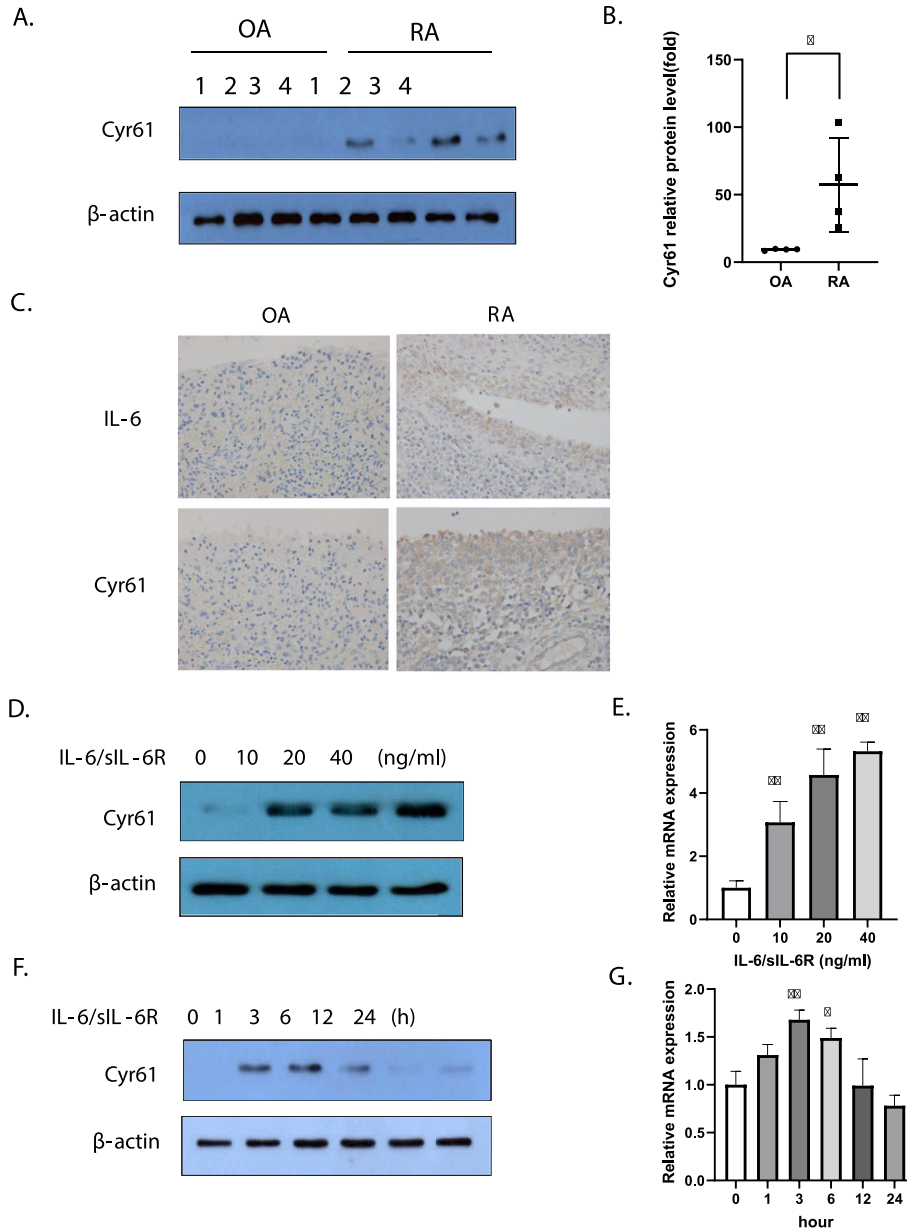 A.
OA RA
1 2 3 4 1 2 3 4
Cyr61
β-actin
B.
Cyr61 relative protein level(fold)
150
100
50
0
OA RA
C.
OA RA
IL-6
Cyr61
D.
IL-6/sIL-6R 0 10 20 40 (ng/ml)
Cyr61
β-actin
E.
Relative mRNA expression
6
4
2
0
0 10 20 40
IL-6/sIL-6R (ng/ml)
F.
IL-6/sIL-6R 0 1 3 6 12 24 (h)
Cyr61
β-actin
G.
Relative mRNA expression
2.0
1.5
1.0
0.5
0.0
0 1 3 6 12 24
hour